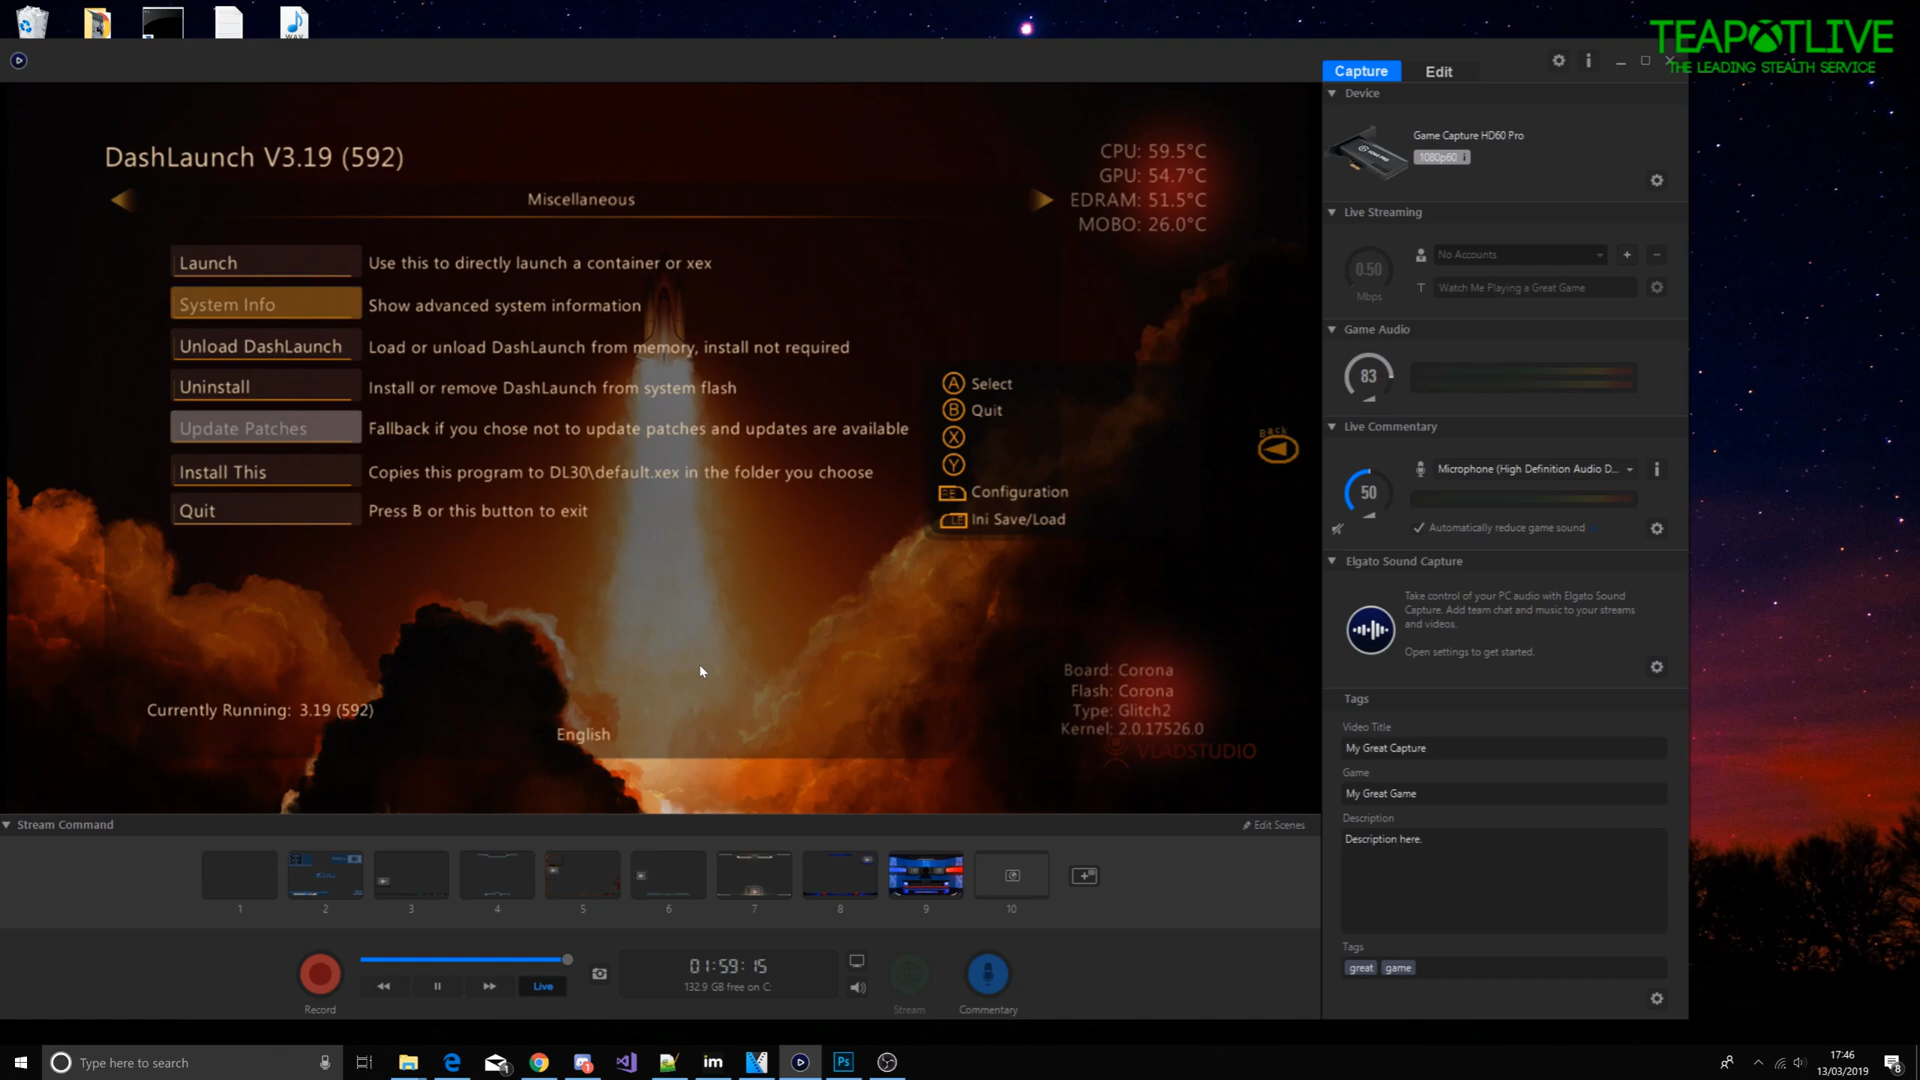 TEAPOTLIVE
THE LEADING STEALTH SERVICE
Capture
Edit
DashLaunch V3.19 (592)
Miscellaneous
CPU: 59.5°C
GPU: 54.7°C
EDRAM: 51.5°C
MOBO: 26.0°C
Launch
Use this to directly launch a container or xex
System Info
Show advanced system information
Unload DashLaunch
Load or unload DashLaunch from memory, install not required
Uninstall
Install or remove DashLaunch from system flash
Update Patches
Fallback if you chose not to update patches and updates are available
Install This
Copies this program to DL30\default.xex in the folder you choose
Quit
Press B or this button to exit
A Select
B Quit
X
Y
Configuration
Ini Save/Load
Back
Currently Running: 3.19 (592)
English
Board: Corona
Flash: Corona
Type: Glitch2
Kernel: 2.0.17526.0
VLADSTUDIO
Device
Game Capture HD60 Pro
1080p60 i
Live Streaming
0.50
Mbps
No Accounts
T Watch Me Playing a Great Game
Game Audio
83
Live Commentary
50
Microphone (High Definition Audio D...
Automatically reduce game sound
Elgato Sound Capture
Take control of your PC audio with Elgato Sound
Capture. Add team chat and music to your streams
and videos.
Open settings to get started.
Tags
Video Title
My Great Capture
Game
My Great Game
Description
Description here.
Tags
great game
Stream Command
Edit Scenes
1 2 3 4 5 6 7 8 9 10
Record
Live
01:59:15
132.9 GB free on C:
Stream
Commentary
Type here to search
1
1
im
Ps
17:46
13/03/2019
8